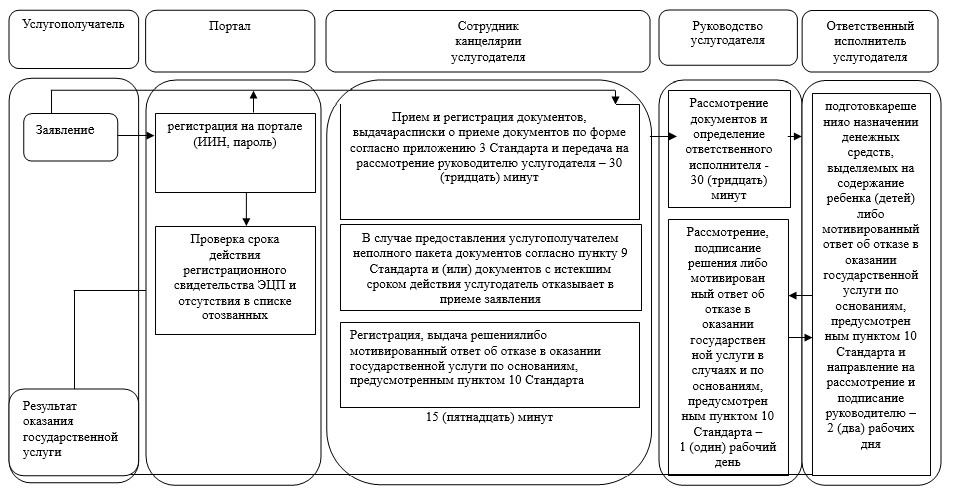 Услугополучатель
Портал
Сотрудник
канцелярии
услугодателя
Руководство
услугодателя
Ответственный
исполнитель
услугодателя
Заявление
регистрация на портале
(ИИН, пароль)
Проверка срока
действия
регистрационного
свидетельства ЭЦП и
отсутствия в списке
отозванных
Прием и регистрация документов,
выдачарасписки о приеме документов по форме
согласно приложению 3 Стандарта и передача на
рассмотрение руководителю услугодателя – 30
(тридцать) минут
В случае предоставления услугополучателем
неполного пакета документов согласно пункту 9
Стандарта и (или) документов с истекшим
сроком действия услугодатель отказывает в
приеме заявления
Регистрация, выдача решениялибо
мотивированный ответ об отказе в оказании
государственной услуги по основаниям,
предусмотренным пунктом 10 Стандарта
15 (пятнадцать) минут
Рассмотрение
документов и
определение
ответственного
исполнителя -
30 (тридцать)
минут
Рассмотрение,
подписание
решения либо
мотивирован
ный ответ об
отказе в
оказании
государствен
ной услуги в
случаях и по
основаниям,
предусмотрен
ным пунктом 10
Стандарта –
1 (один) рабочий
день
подготовкареше
нияо назначении
денежных
средств,
выделяемых на
содержание
ребенка (детей)
либо
мотивированный
ответ об отказе в
оказании
государственной
услуги по
основаниям,
предусмотрен
ным пунктом 10
Стандарта и
направление на
рассмотрение и
подписание
руководителю –
2 (два) рабочих
дня
Результат
оказания
государственной
услуги